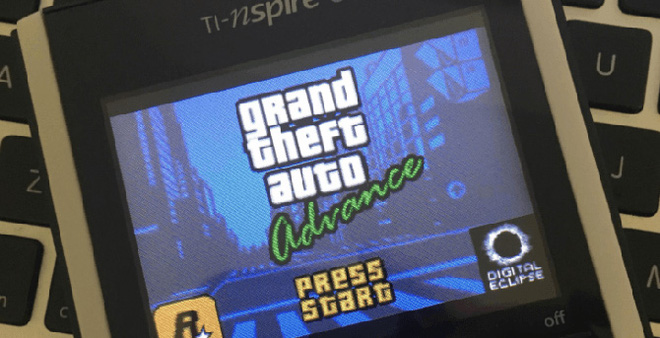 TI-nspire
grand
theft
auto
Advance
PRESS
START
DIGITAL
ECLIPSE
R
off
A
Z
U
J
n
c